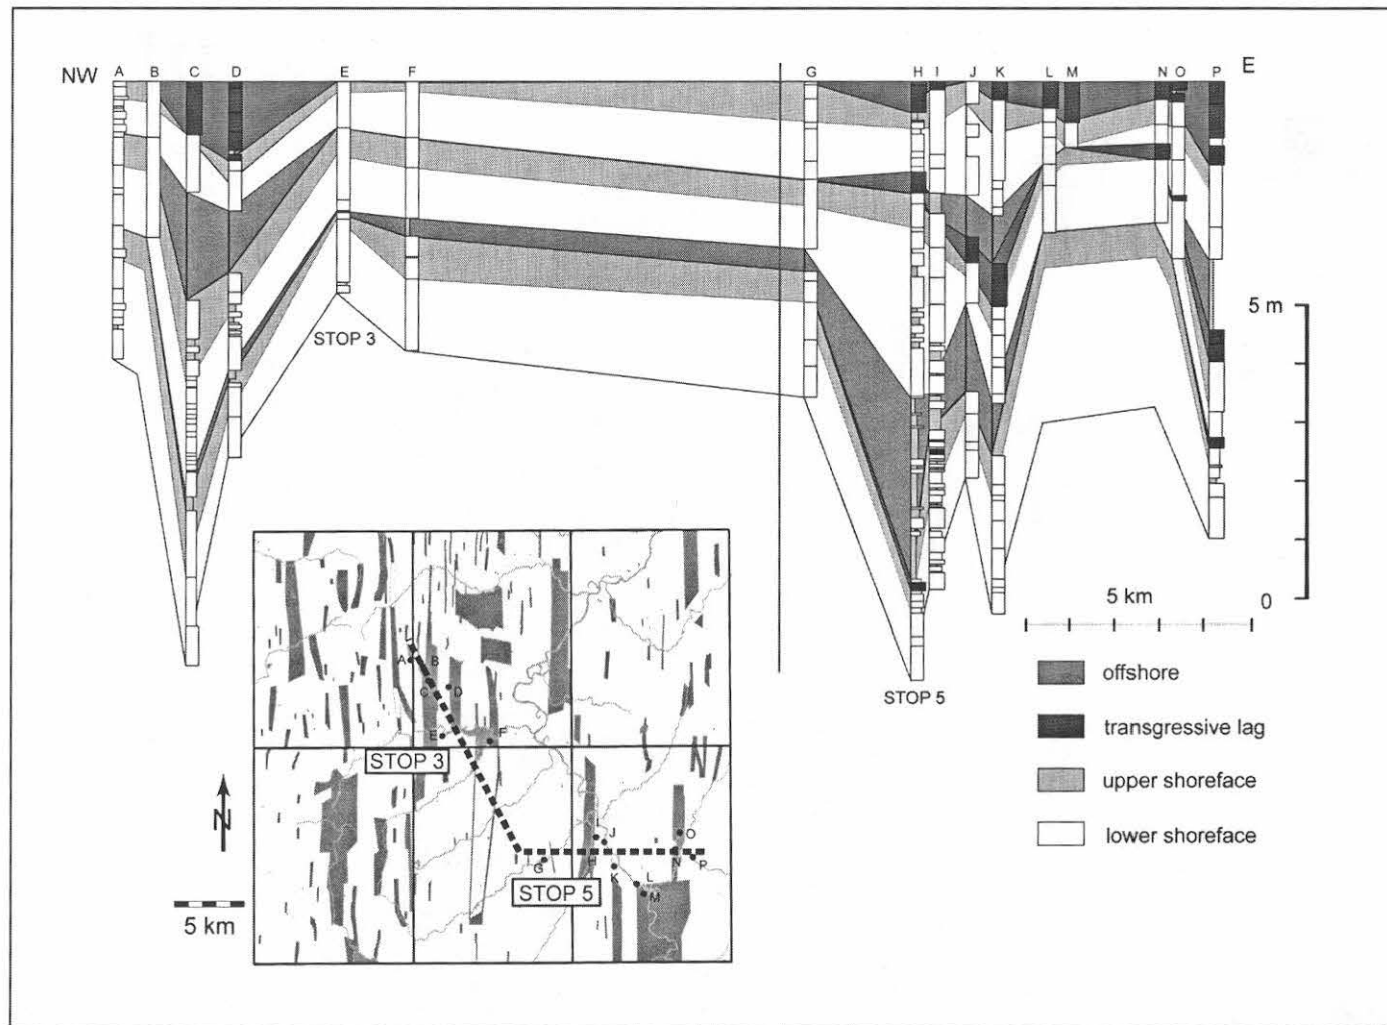 NW A B C D E F G H I J K L M N O P E
STOP 3
5 m
0
5 km
STOP 5
offshore
transgressive lag
upper shoreface
lower shoreface
A B
C D
E F
STOP 3
N
I J O
G H N P
K L
M
STOP 5
5 km